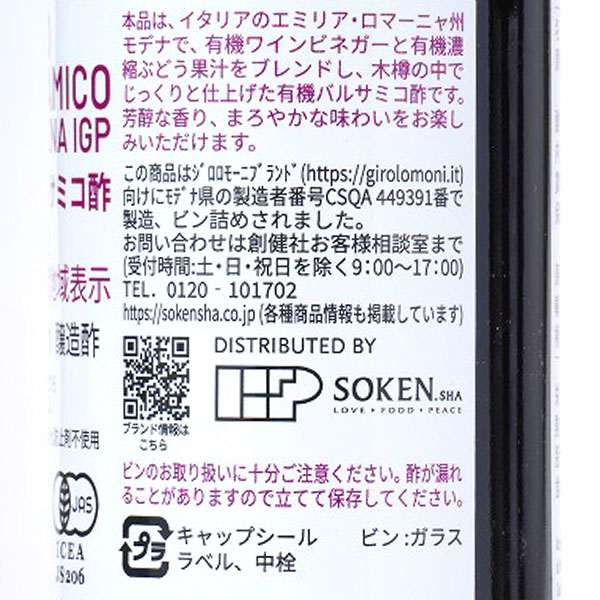 本品は、イタリアのエミリア・ロマーニャ州
モデナで、有機ワインビネガーと有機濃
縮ぶどう果汁をブレンドし、木樽の中で
じっくりと仕上げた有機バルサミコ酢です。
芳醇な香り、まろやかな味わいをお楽し
みいただけます。
この商品はｼﾞﾛﾛﾓｰﾆﾌﾞﾗﾝﾄﾞ(https://girolomoni.it)
向けにﾓﾃﾞﾅ県の製造者番号CSQA 449391番で
製造、ビン詰めされました。
お問い合わせは創健社お客様相談室まで
(受付時間:土・日・祝日を除く9:00〜17:00)
TEL. 0120 - 101702
https://sokensha.co.jp (各種商品情報も掲載しています)
DISTRIBUTED BY
SOKEN.SHA
LOVE・FOOD・PEACE
ブランド情報は
こちら
ビンのお取り扱いに十分ご注意ください。酢が漏れ
ることがありますので立てて保存してください。
プラ
キャップシール ビン:ガラス
ラベル、中栓
MICO
NA IGP
サミコ酢
域表示
醸造酢
止剤不使用
JAS
ICEA
JS206